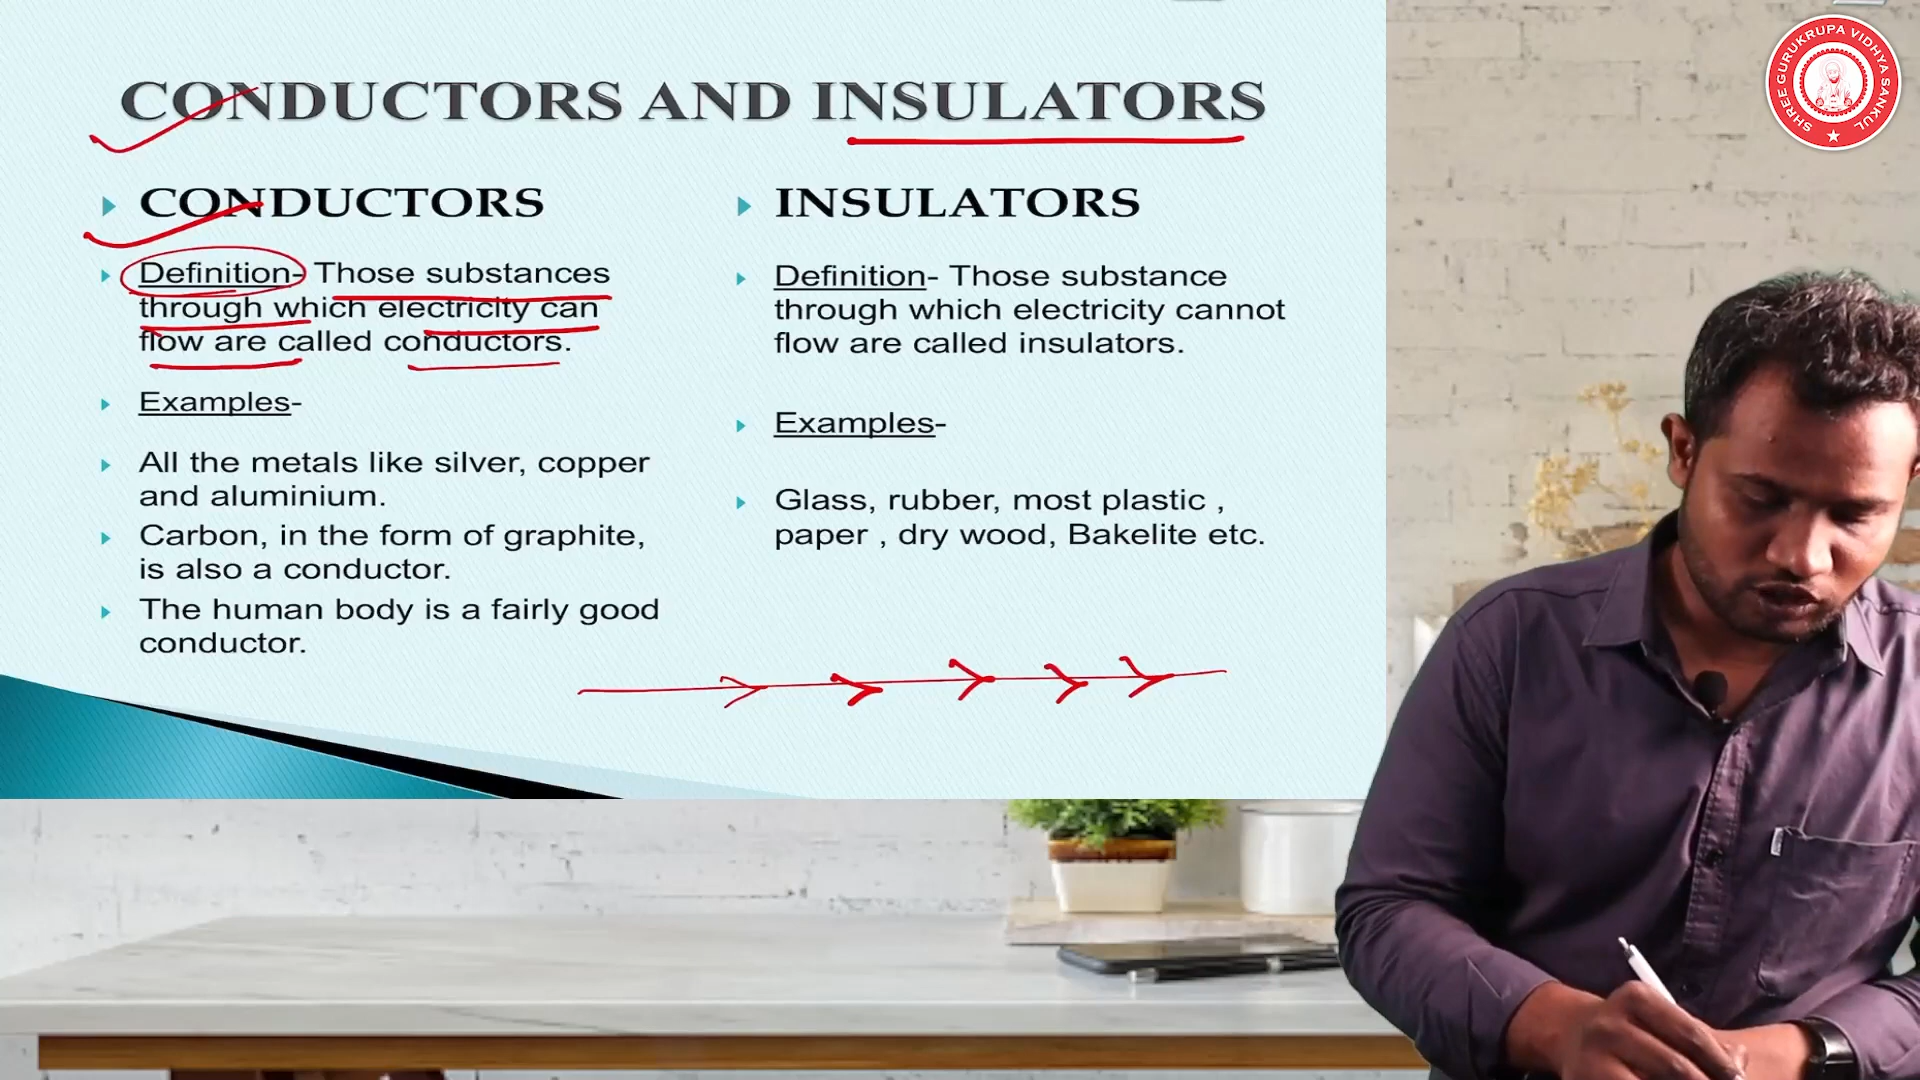 CONDUCTORS AND INSULATORS
CONDUCTORS
Definition- Those substances
through which electricity can
flow are called conductors.
Examples-
All the metals like silver, copper
and aluminium.
Carbon, in the form of graphite,
is also a conductor.
The human body is a fairly good
conductor.
INSULATORS
Definition- Those substance
through which electricity cannot
flow are called insulators.
Examples-
Glass, rubber, most plastic ,
paper , dry wood, Bakelite etc.
SHREE GURUKRUPA VIDHYA SANKUL